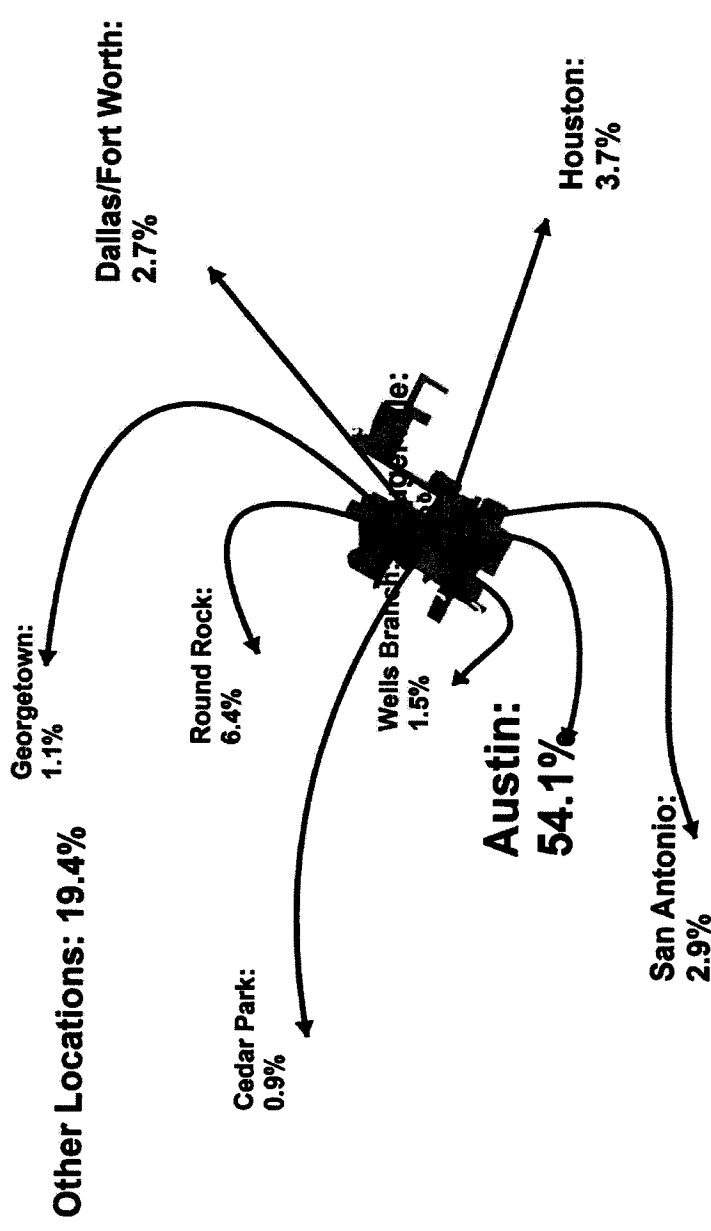 Georgetown:
1.1%
Other Locations: 19.4%
Dallas/Fort Worth:
2.7%
Round Rock:
6.4%
Cedar Park:
0.9%
Wells Branch:
1.5%
Austin:
54.1%
Houston:
3.7%
San Antonio:
2.9%